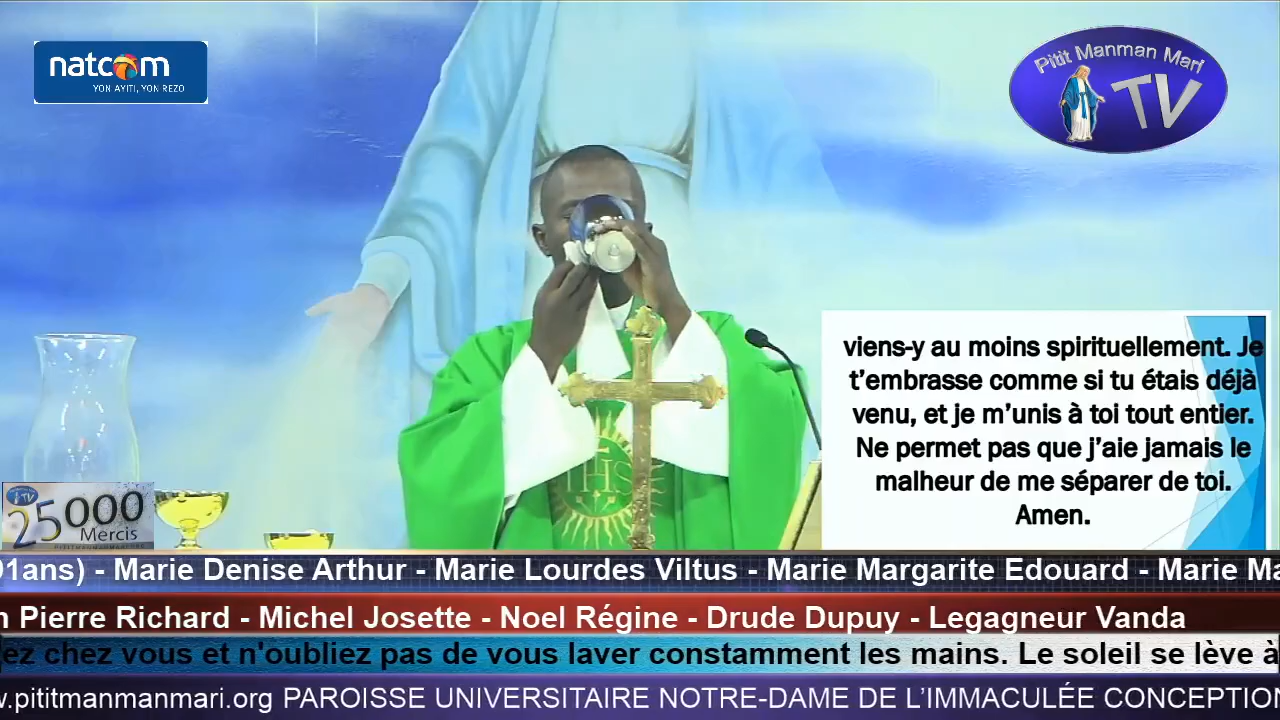 natcom
YON AYITI, YON REZO
Pitit Manman Mari
TV
viens-y au moins spirituellement. Je
t’embrasse comme si tu étais déjà
venu, et je m’unis à toi tout entier.
Ne permet pas que j’aie jamais le
malheur de me séparer de toi.
Amen.
IHS
TV
25000
Mercis
01ans) - Marie Denise Arthur - Marie Lourdes Viltus - Marie Margarite Edouard - Marie Ma
n Pierre Richard - Michel Josette - Noel Régine - Drude Dupuy - Legagneur Vanda
ez chez vous et n'oubliez pas de vous laver constamment les mains. Le soleil se lève à
w.pititmanmanmari.org PAROISSE UNIVERSITAIRE NOTRE-DAME DE L’IMMACULÉE CONCEPTION